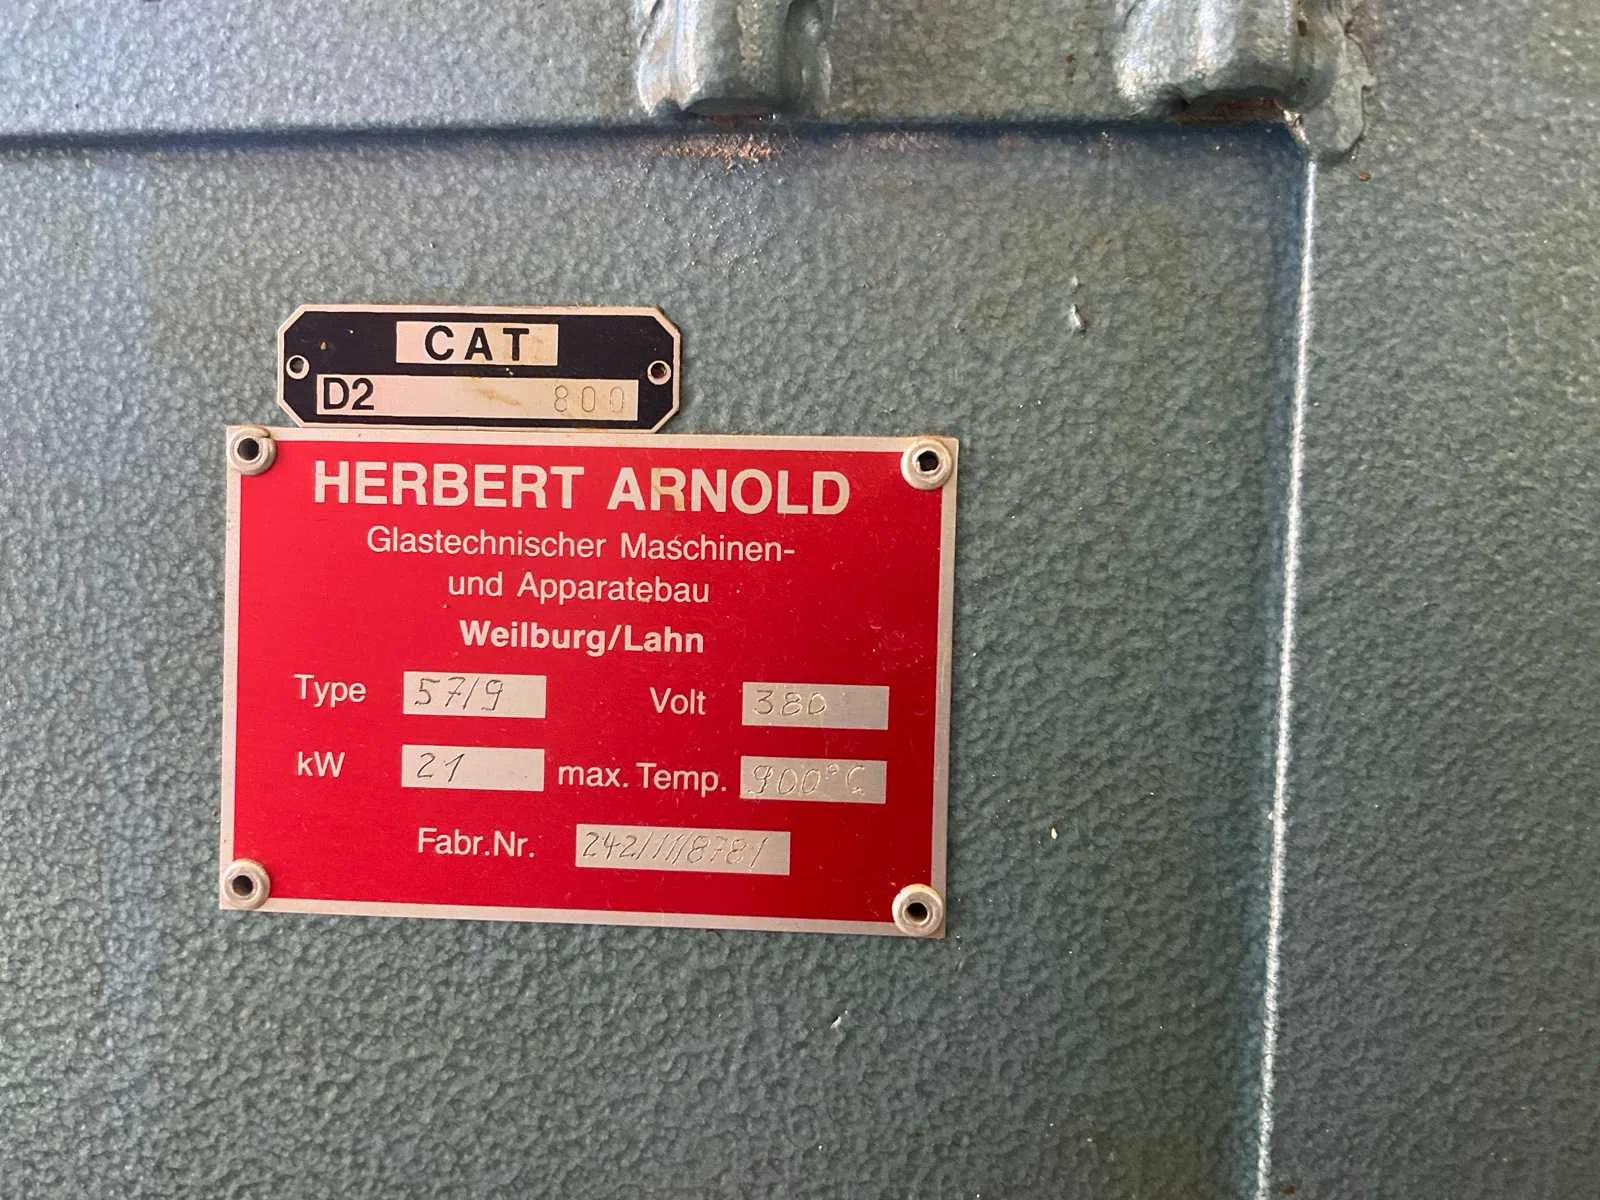 CAT
D2 800
HERBERT ARNOLD
Glastechnischer Maschinen-
und Apparatebau
Weilburg/Lahn
Type 57/9 Volt 380
kW 21 max. Temp. 900°C
Fabr.Nr. 242/11/8781